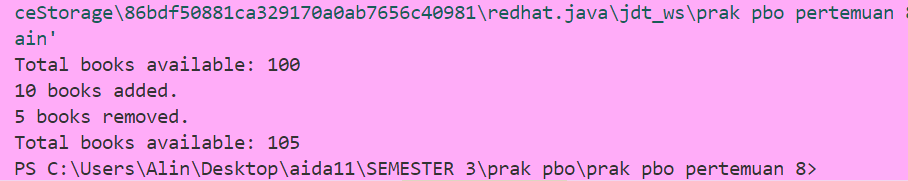 ceStorage\86bdf50881ca329170a0ab7656c40981\redhat.java\jdt_ws\prak pbo pertemuan
ain'
Total books available: 100
10 books added.
5 books removed.
Total books available: 105
PS C:\Users\Alin\Desktop\aida11\SEMESTER 3\prak pbo\prak pbo pertemuan 8>